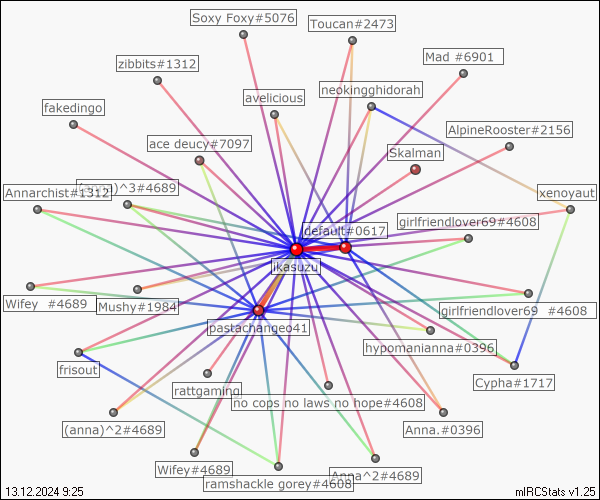 Soxy Foxy#5076
Toucan#2473
Mad #6901
zibbits#1312
neokingghidorah
avelicious
fakedingo
AlpineRooster#2156
ace deucy#7097
Skalman
)^3#4689
Annarchist#1312
xenoyaut
girlfriendlover69#4608
default#0617
ikasuzu
Wifey #4689
Mushy#1984
girlfriendlover69 #4608
pastachangeo41
hypomanianna#0396
frisout
Cypha#1717
rattgaming
no cops no laws no hope#4608
(anna)^2#4689
Anna.#0396
Wifey#4689
Anna^2#4689
ramshackle gorey#4608
13.12.2024 9:25
mIRCStats v1.25